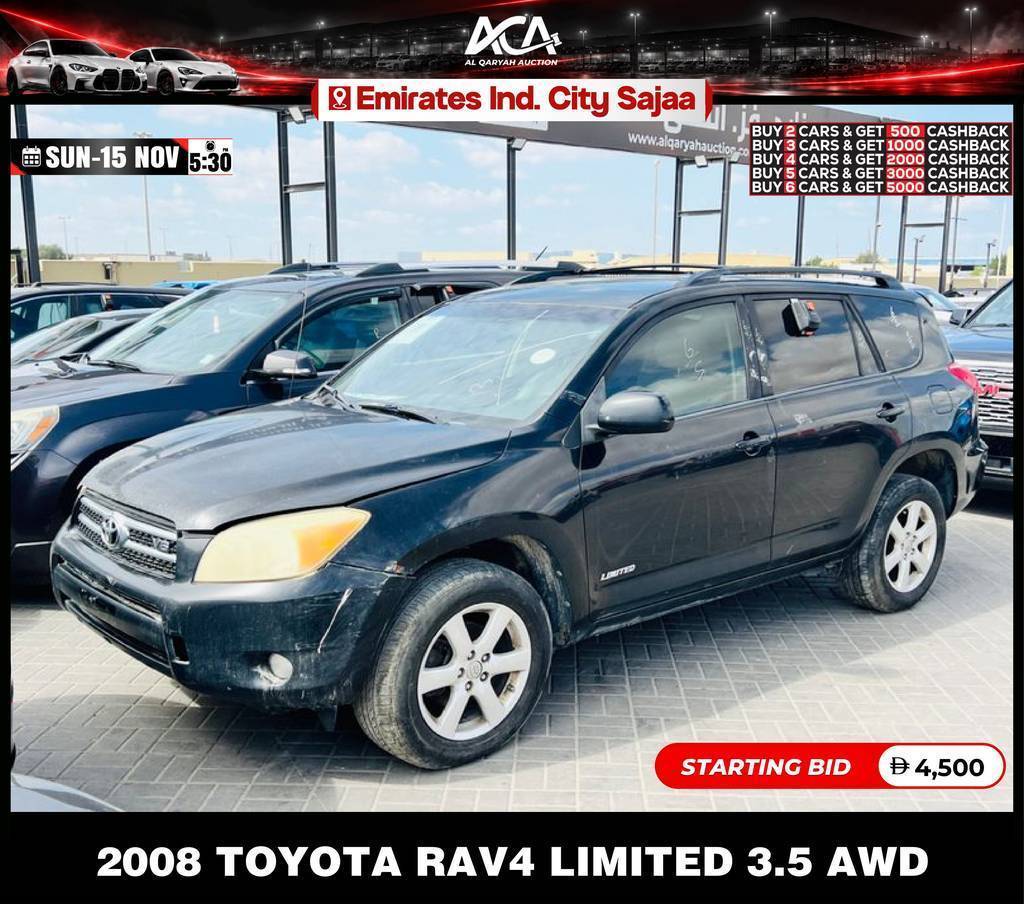 ACA
AL QARYAH AUCTION
Emirates Ind. City Sajaa
SUN-15 NOV 5:30 PM
www.alqaryahauction.co
BUY 2 CARS & GET 500 CASHBACK
BUY 3 CARS & GET 1000 CASHBACK
BUY 4 CARS & GET 2000 CASHBACK
BUY 5 CARS & GET 3000 CASHBACK
BUY 6 CARS & GET 5000 CASHBACK
V6
LIMITED
STARTING BID 4,500
2008 TOYOTA RAV4 LIMITED 3.5 AWD